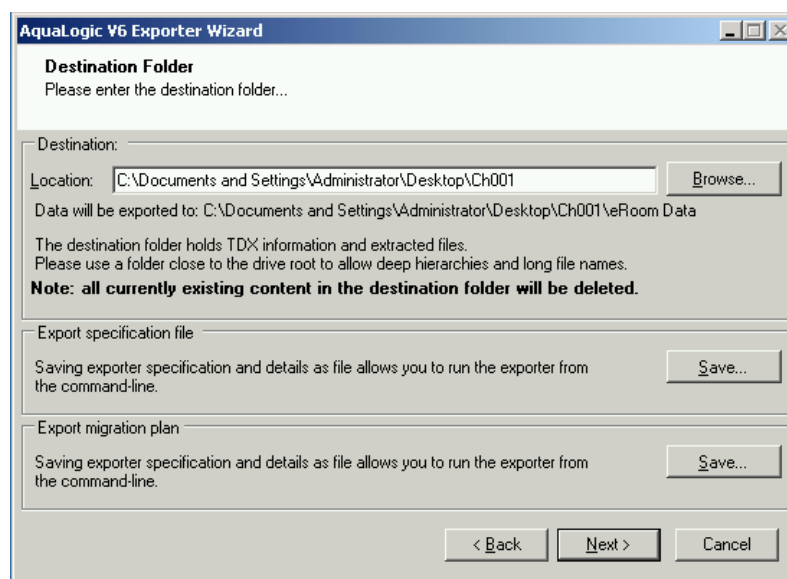 AquaLogic V6 Exporter Wizard
Destination Folder
Please enter the destination folder...
Destination:
Location: C:\Documents and Settings\Administrator\Desktop\Ch001 Browse...
Data will be exported to: C:\Documents and Settings\Administrator\Desktop\Ch001\eRoom Data
The destination folder holds TDX information and extracted files.
Please use a folder close to the drive root to allow deep hierarchies and long file names.
Note: all currently existing content in the destination folder will be deleted.
Export specification file
Saving exporter specification and details as file allows you to run the exporter from Save...
the command-line.
Export migration plan
Saving exporter specification and details as file allows you to run the exporter from Save...
the command-line.
< Back Next > Cancel